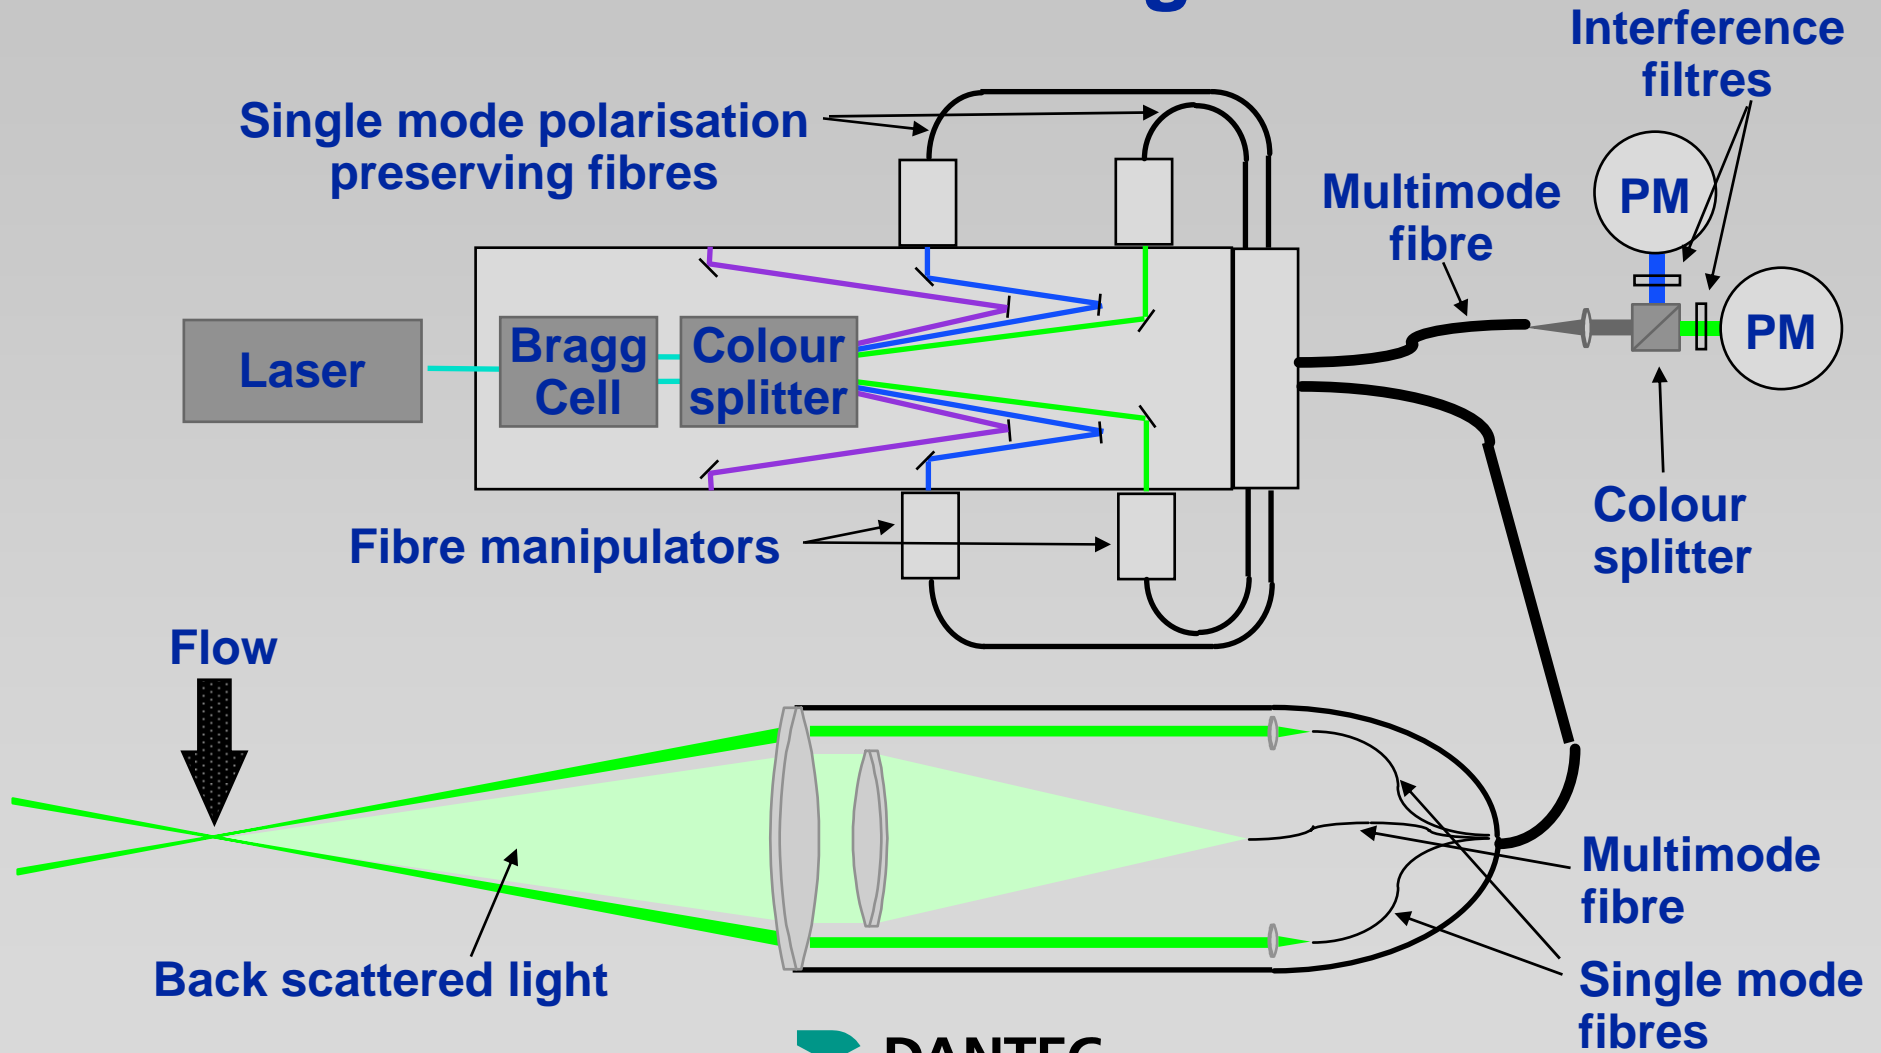 Interference
filtres
Single mode polarisation
preserving fibres
Multimode
fibre
PM
PM
Laser
Bragg
Cell
Colour
splitter
Colour
splitter
Fibre manipulators
Flow
Back scattered light
Multimode
fibre
Single mode
fibres
DANTEC